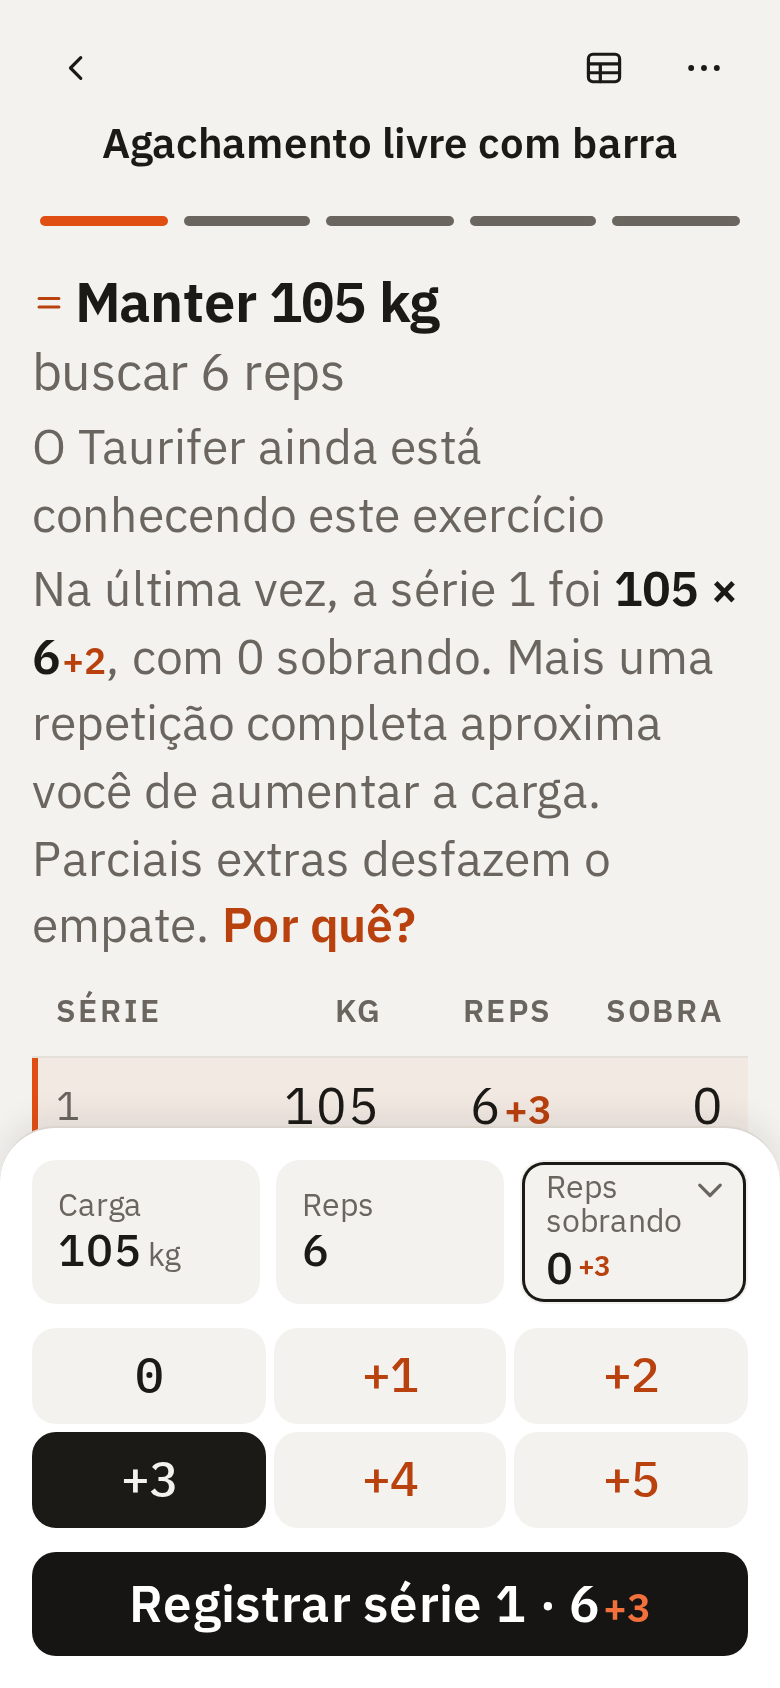 Agachamento livre com barra
= Manter 105 kg
buscar 6 reps
O Taurifer ainda está
conhecendo este exercício
Na última vez, a série 1 foi 105 ×
6+2, com 0 sobrando. Mais uma
repetição completa aproxima
você de aumentar a carga.
Parciais extras desfazem o
empate. Por quê?
SÉRIE KG REPS SOBRA
1 105 6+3 0
Carga Reps Reps
sobrando
105 kg 6 0 +3
0 +1 +2
+3 +4 +5
Registrar série 1 · 6+3